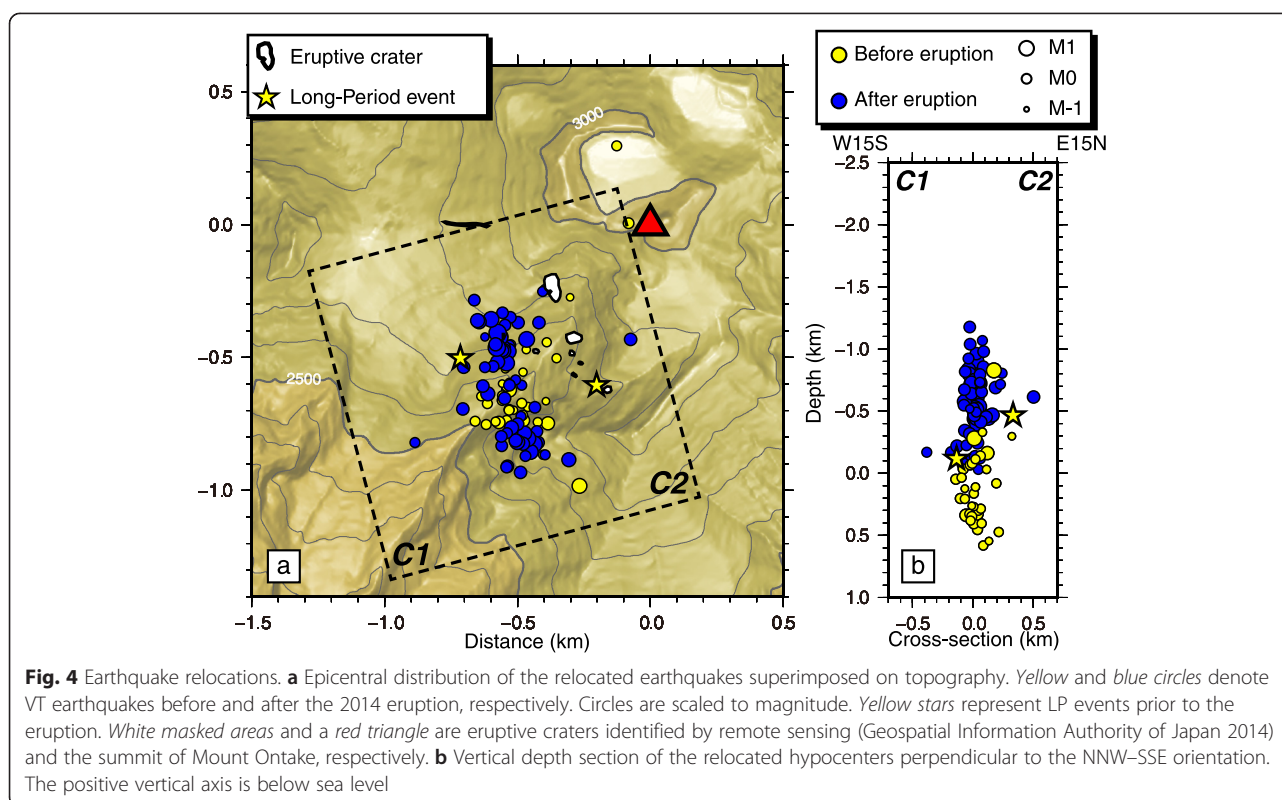 Eruptive crater
Long-Period event
Before eruption
After eruption
M1
M0
M-1
3000
2500
0.5
0.0
−0.5
−1.0
−1.5
−1.0
−0.5
0.0
0.5
Distance (km)
C1
C2
a
W15S
E15N
C1
C2
−2.5
−2.0
−1.5
−1.0
−0.5
0.0
0.5
1.0
Depth (km)
−0.5
0.0
0.5
Cross-section (km)
b
Fig. 4 Earthquake relocations. a Epicentral distribution of the relocated earthquakes superimposed on topography. Yellow and blue circles denote
VT earthquakes before and after the 2014 eruption, respectively. Circles are scaled to magnitude. Yellow stars represent LP events prior to the
eruption. White masked areas and a red triangle are eruptive craters identified by remote sensing (Geospatial Information Authority of Japan 2014)
and the summit of Mount Ontake, respectively. b Vertical depth section of the relocated hypocenters perpendicular to the NNW–SSE orientation.
The positive vertical axis is below sea level